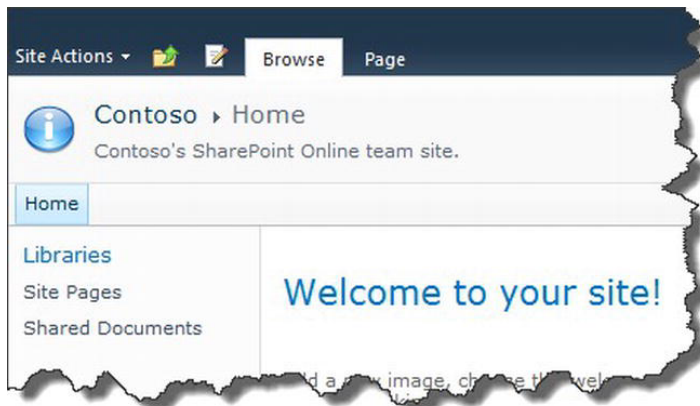 Site Actions
Browse
Page
Contoso ▸ Home
Contoso's SharePoint Online team site.
Home
Libraries
Site Pages
Shared Documents
Welcome to your site!
a image,